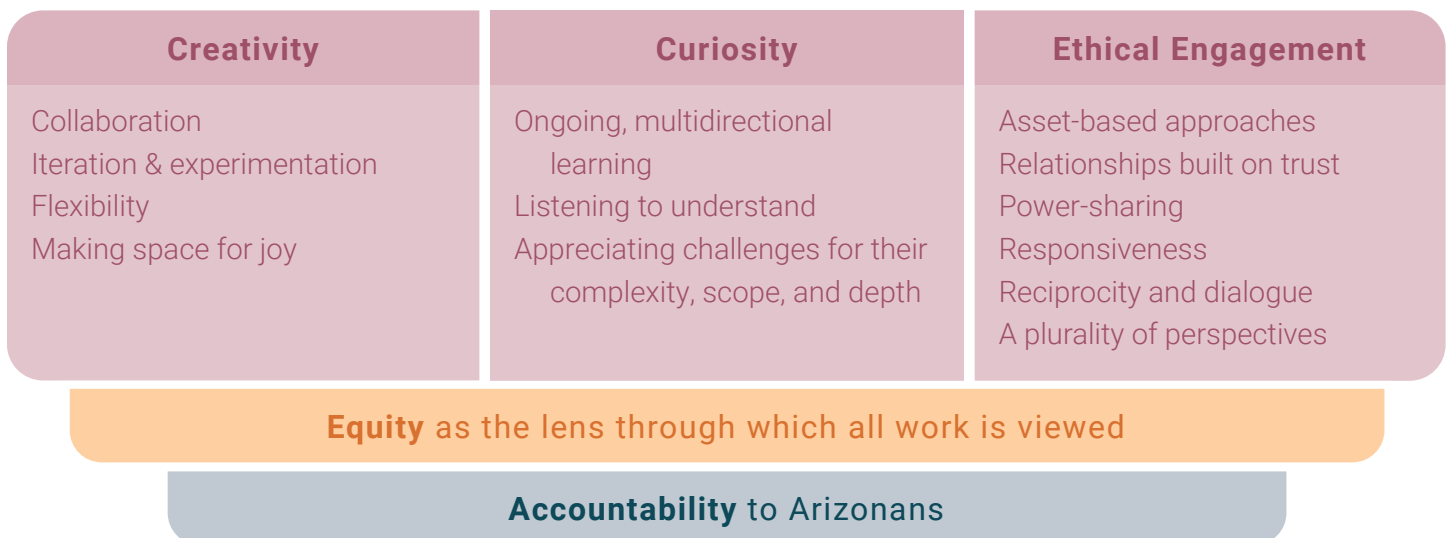 Creativity
Collaboration
Iteration & experimentation
Flexibility
Making space for joy
Curiosity
Ongoing, multidirectional
learning
Listening to understand
Appreciating challenges for their
complexity, scope, and depth
Ethical Engagement
Asset-based approaches
Relationships built on trust
Power-sharing
Responsiveness
Reciprocity and dialogue
A plurality of perspectives
Equity as the lens through which all work is viewed
Accountability to Arizonans